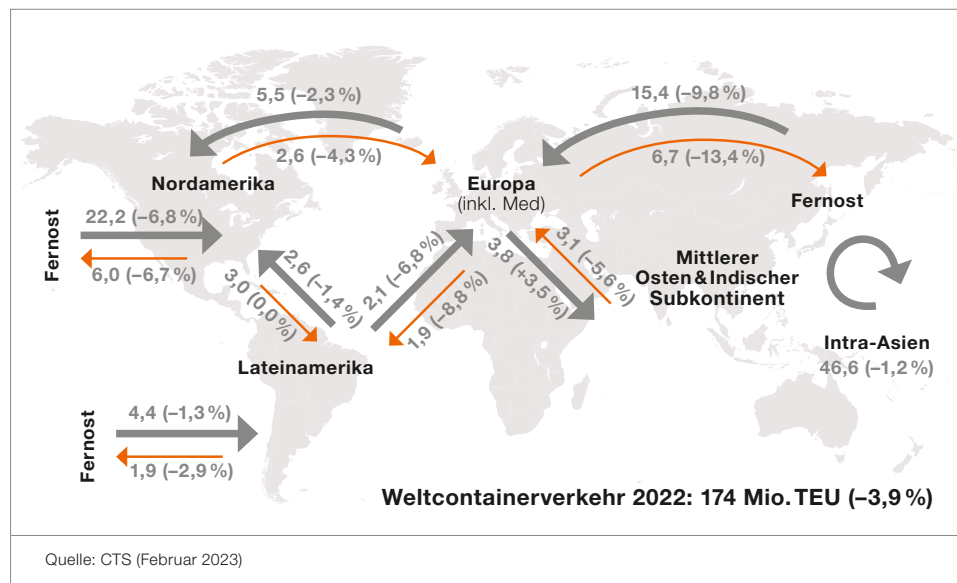 5,5 (–2,3 %)
15,4 (–9,8 %)
2,6 (–4,3 %)
6,7 (–13,4 %)
Nordamerika
Europa
(inkl. Med)
Fernost
Fernost
22,2 (–6,8 %)
6,0 (–6,7 %)
2,6 (–1,4 %)
3,0 (0,0 %)
2,1 (–6,8 %)
1,9 (–8,8 %)
3,8 (+3,5 %)
3,1 (–5,6 %)
Mittlerer
Osten & Indischer
Subkontinent
Intra-Asien
46,6 (–1,2 %)
Lateinamerika
Fernost
4,4 (–1,3 %)
1,9 (–2,9 %)
Weltcontainerverkehr 2022: 174 Mio. TEU (–3,9 %)
Quelle: CTS (Februar 2023)